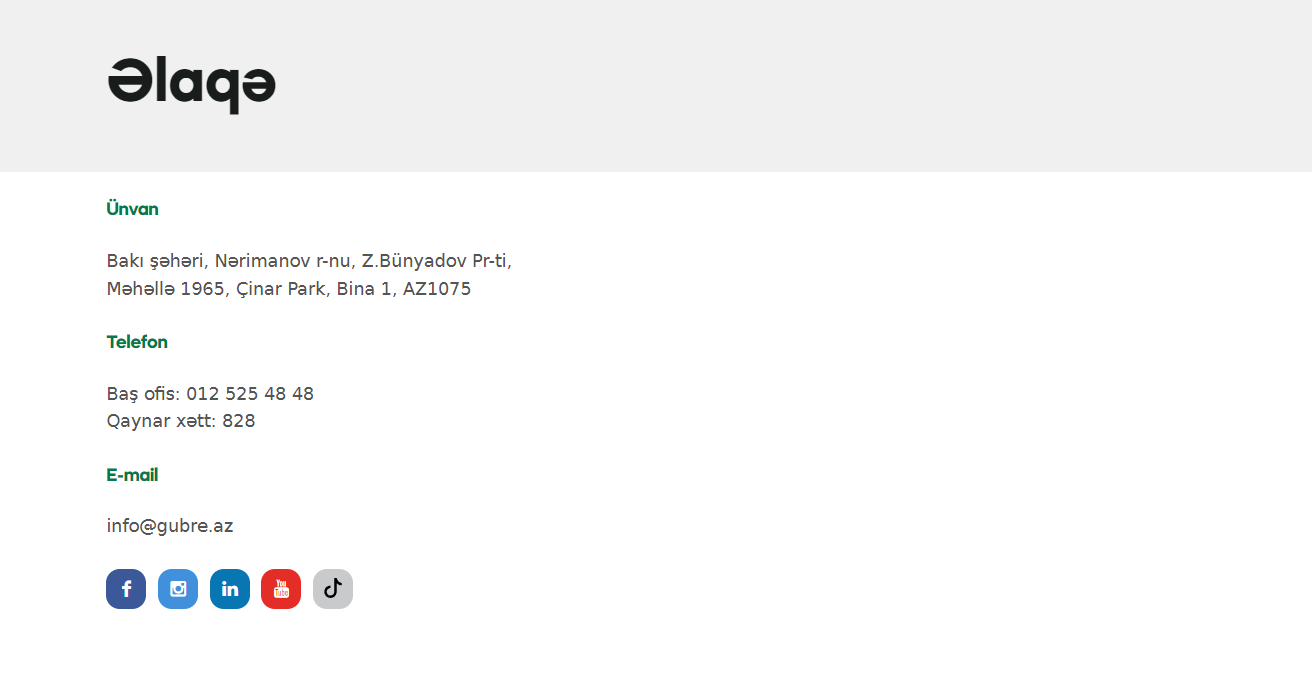 Əlaqə
Ünvan
Bakı şəhəri, Nərimanov r-nu, Z.Bünyadov Pr-ti,
Məhəllə 1965, Çinar Park, Bina 1, AZ1075
Telefon
Baş ofis: 012 525 48 48
Qaynar xətt: 828
E-mail
info@gubre.az
f in You Tube